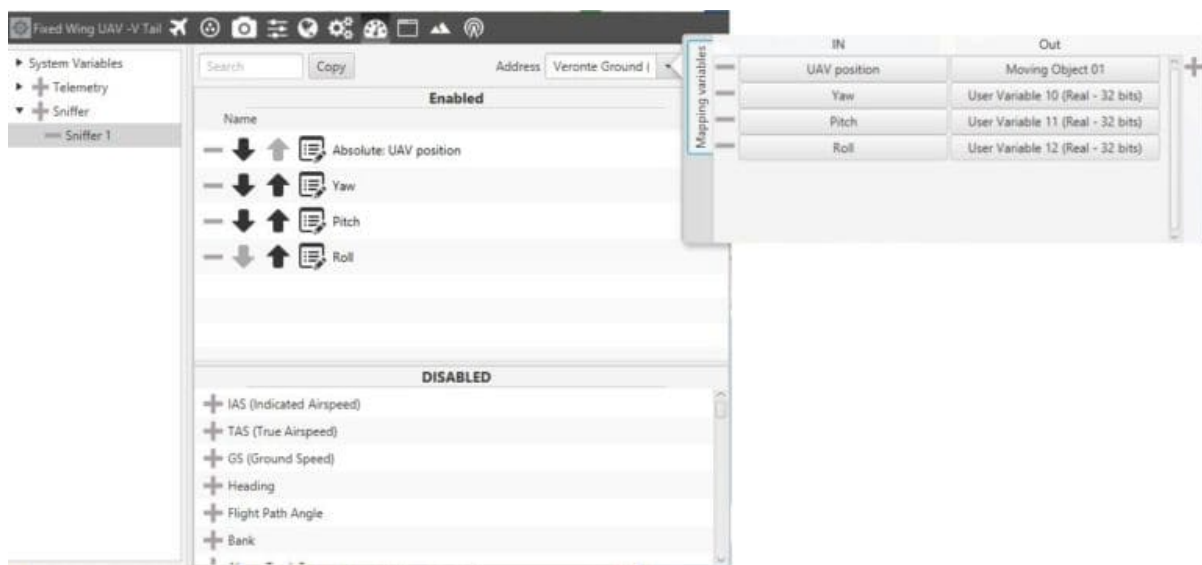 Fixed Wing UAV -V Tail
System Variables
Telemetry
Sniffer
Sniffer 1
Search
Copy
Address
Veronte Ground (
Enabled
Name
Absolute: UAV position
Yaw
Pitch
Roll
DISABLED
IAS (Indicated Airspeed)
TAS (True Airspeed)
GS (Ground Speed)
Heading
Flight Path Angle
Bank
Mapping variables
IN Out
UAV position Moving Object 01
Yaw User Variable 10 (Real - 32 bits)
Pitch User Variable 11 (Real - 32 bits)
Roll User Variable 12 (Real - 32 bits)